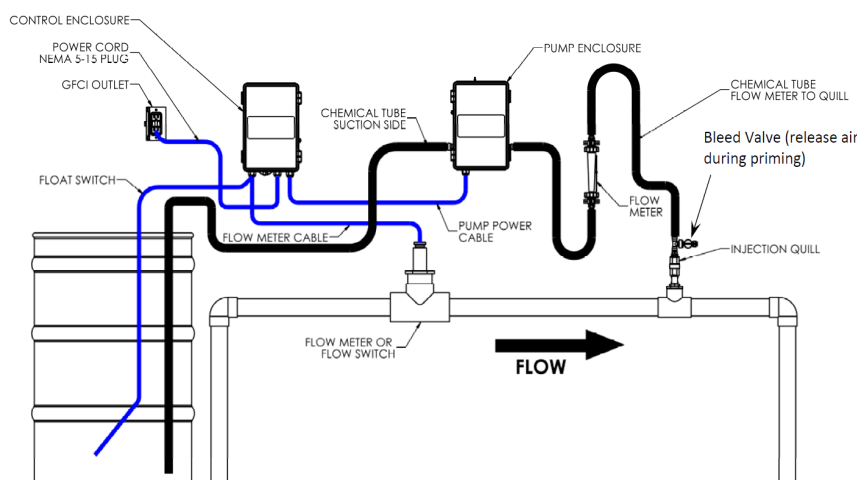 CONTROL ENCLOSURE
POWER CORD
NEMA 5-15 PLUG
GFCI OUTLET
PUMP ENCLOSURE
CHEMICAL TUBE
SUCTION SIDE
CHEMICAL TUBE
FLOW METER TO QUILL
Bleed Valve (release air
during priming)
FLOAT SWITCH
FLOW
METER
FLOW METER CABLE
PUMP POWER
CABLE
INJECTION QUILL
FLOW METER OR
FLOW SWITCH
FLOW